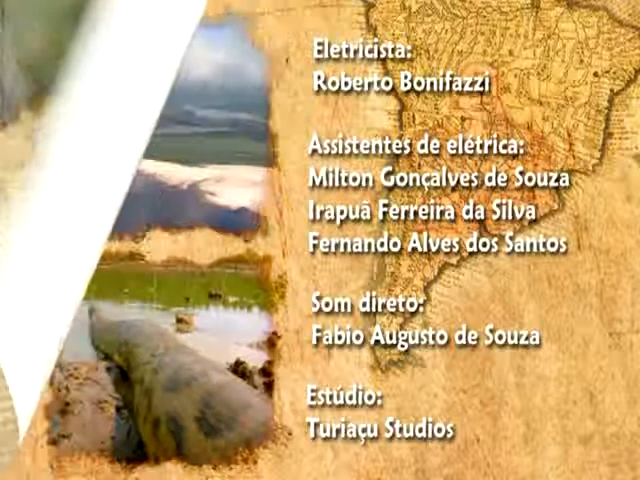 Eletricista:
Roberto Bonifazzi
Assistentes de elétrica:
Milton Gonçalves de Souza
Irapuã Ferreira da Silva
Fernando Alves dos Santos
Som direto:
Fabio Augusto de Souza
Estúdio:
Turiaçu Studios